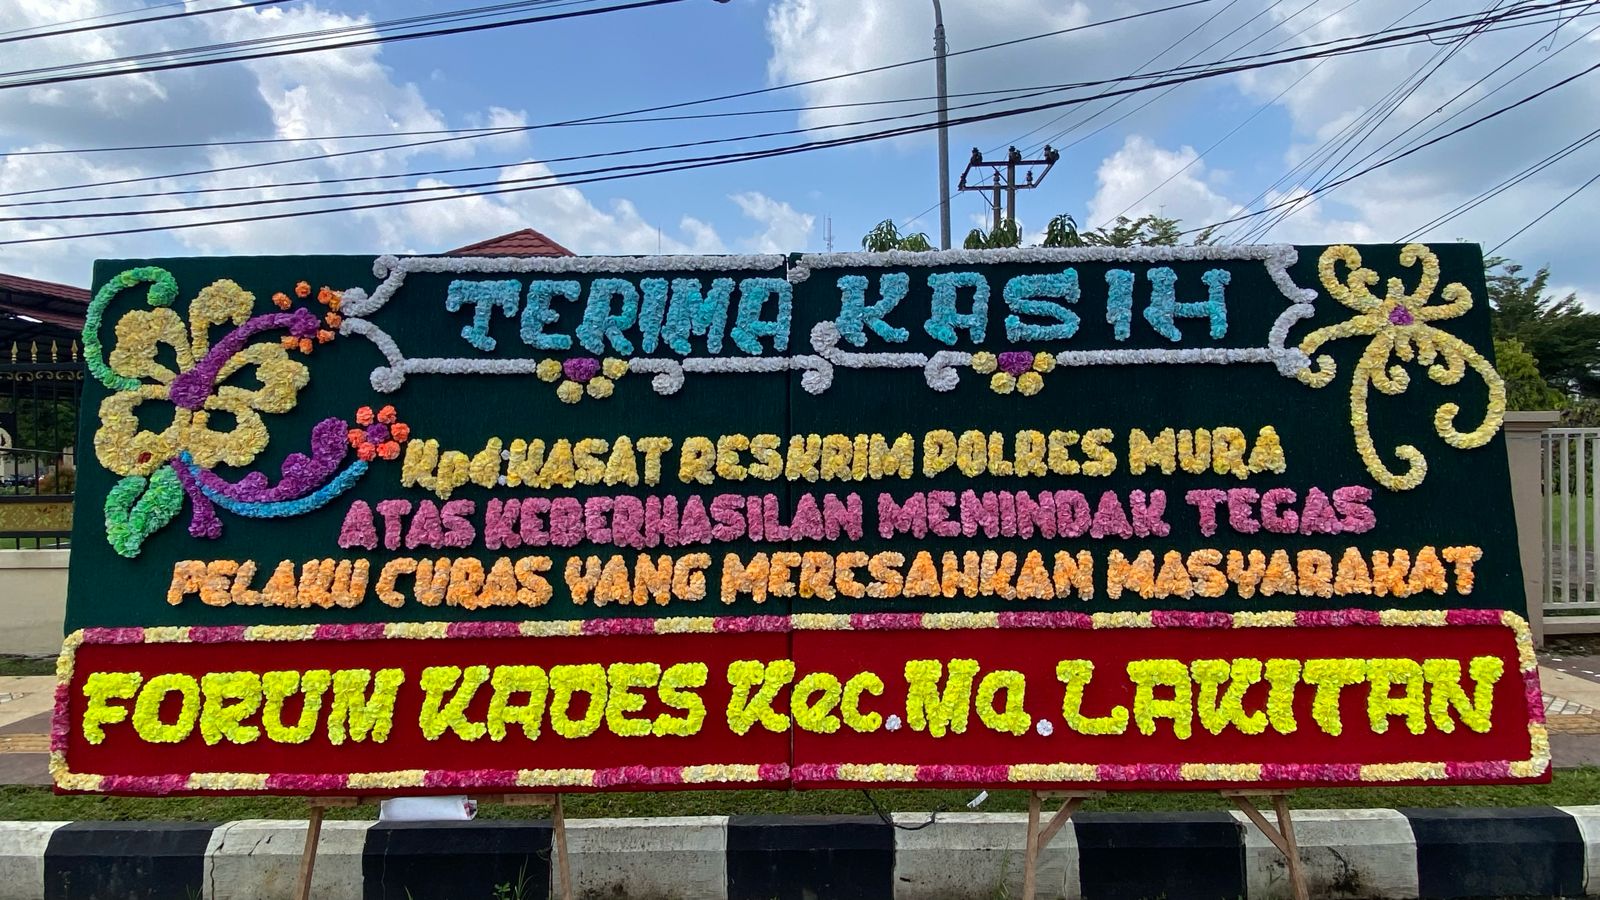 TERIMA KASIH
Kpd.KASAT RESKRIM POLRES MURA
ATAS KEBERHASILAN MENINDAK TEGAS
PELAKU CURAS YANG MERESAHKAN MASYARAKAT
FORUM KADES Kec.Ma.LAKITAN